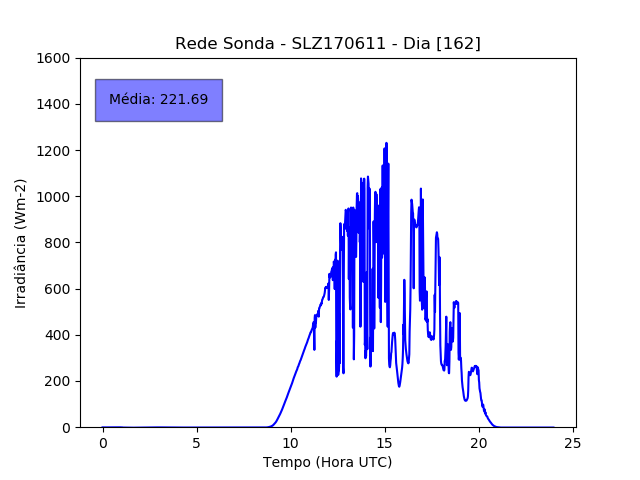 Rede Sonda - SLZ170611 - Dia [162]
1600
1400
1200
1000
800
600
400
200
0
Média: 221.69
Irradiância (Wm-2)
0 5 10 15 20 25
Tempo (Hora UTC)